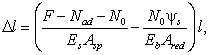 Δl = ( (F − N_ad − N_0) / (E_s A_sp) − (N_0 ψ_s) / (E_b A_red) ) l,